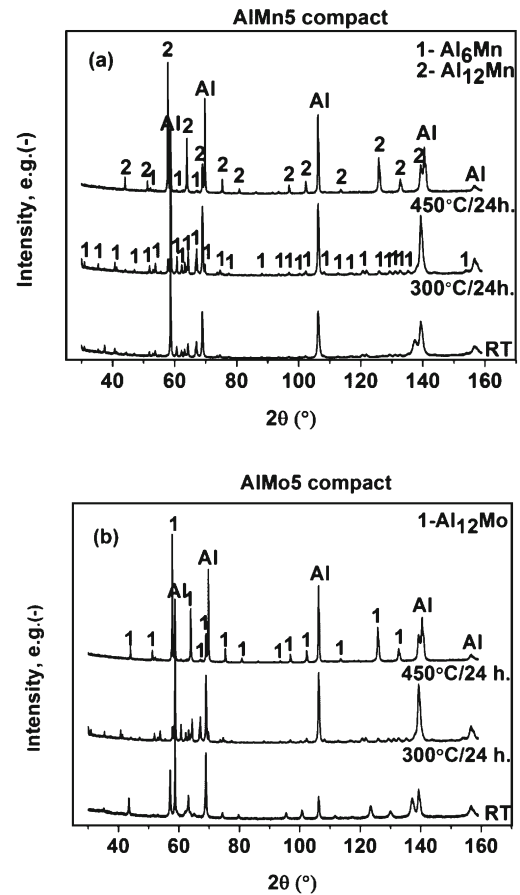 AlMn5 compact
(a)
1- Al6Mn
2- Al12Mn
2
Al
Al
2
2
2
2
1
1
1
2
2
2
2
Al
2
2
2
2
Al
Al
450°C/24h.
1 1 1 1 1 1 1 1 1 1 1 1 1 1 1 1 1 1 1 1 1 1 1 1 1
300°C/24h.
RT
Intensity, e.g.(-)
40 60 80 100 120 140 160
2θ (°)
AlMo5 compact
(b)
1-Al12Mo
1
Al
Al
1
1
1
1
1
1
1
1
1
1
Al
1
1
1
Al
Al
450°C/24 h.
300°C/24 h.
RT
Intensity, e.g.(-)
40 60 80 100 120 140 160
2θ (°)